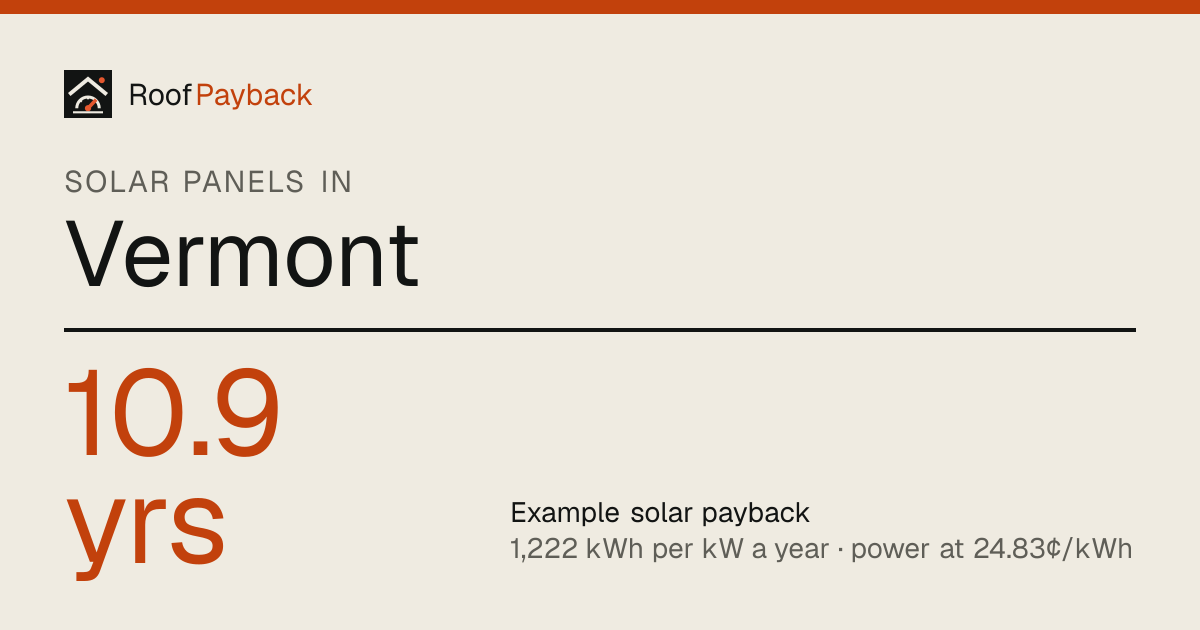 RoofPayback
SOLAR PANELS IN
Vermont
10.9
yrs
Example solar payback
1,222 kWh per kW a year · power at 24.83¢/kWh